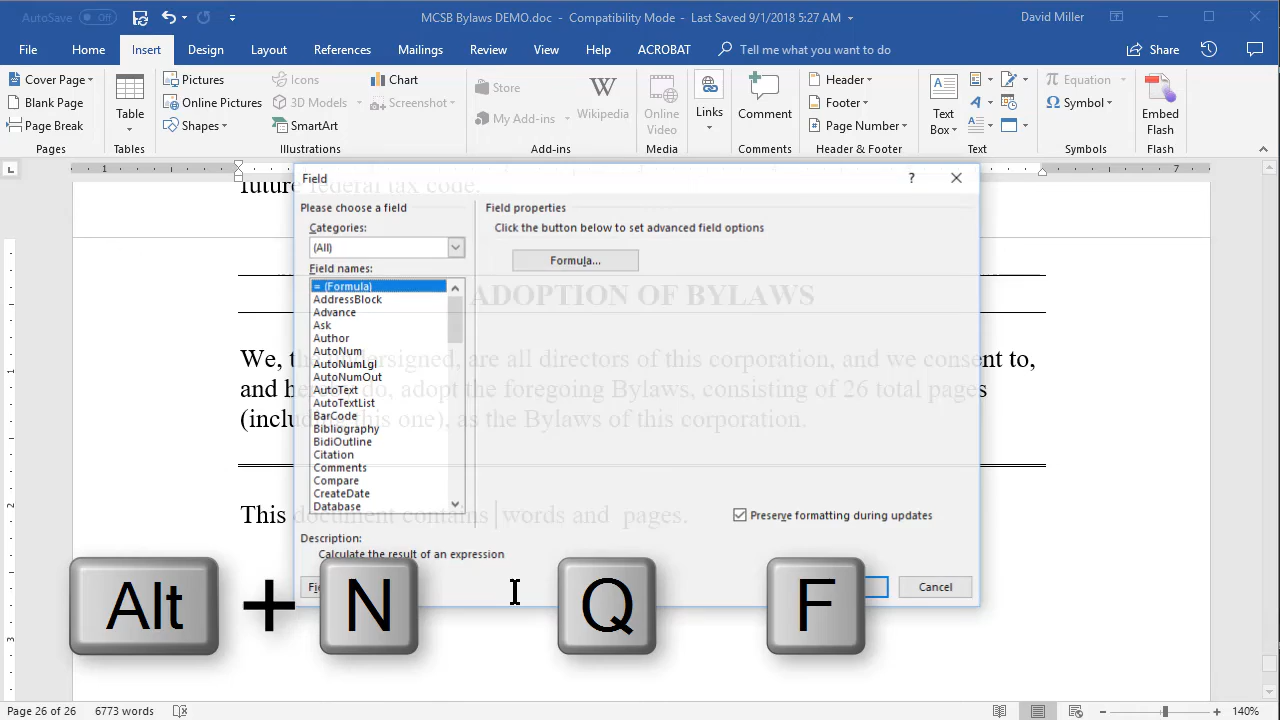 AutoSave Off MCSB Bylaws DEMO.doc - Compatibility Mode - Last Saved 9/1/2018 5:27 AM David Miller
File Home Insert Design Layout References Mailings Review View Help ACROBAT Tell me what you want to do Share
Cover Page
Blank Page
Page Break
Pages
Table
Tables
Pictures
Online Pictures
Shapes
Icons
3D Models
SmartArt
Chart
Screenshot
Illustrations
Store
My Add-ins
Wikipedia
Add-ins
Online
Video
Media
Links
Comment
Comments
Header
Footer
Page Number
Header & Footer
Text
Box
Text
Equation
Symbol
Symbols
Embed
Flash
Flash
1 7
future federal tax code.
Field ?
Please choose a field
Categories:
(All)
Field names:
= (Formula)
AddressBlock
Advance
Ask
Author
AutoNum
AutoNumLgl
AutoNumOut
AutoText
AutoTextList
BarCode
Bibliography
BidiOutline
Citation
Comments
Compare
CreateDate
Database
Field properties
Click the button below to set advanced field options
Formula...
Preserve formatting during updates
Description:
Calculate the result of an expression
Cancel
ADOPTION OF BYLAWS
We, the undersigned, are all directors of this corporation, and we consent to,
and hereby do, adopt the foregoing Bylaws, consisting of 26 total pages
(including this one), as the Bylaws of this corporation.
This document contains words and pages.
1
2
3
Alt + N Q F
Page 26 of 26 6773 words 140%